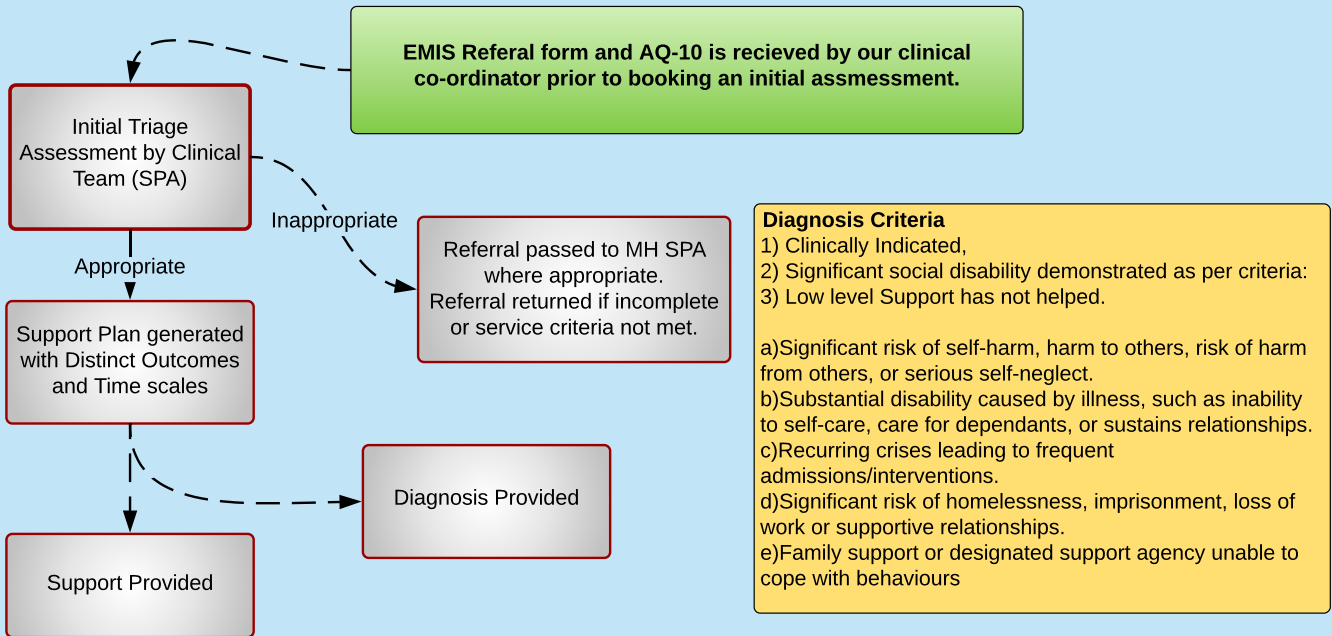 EMIS Referal form and AQ-10 is recieved by our clinical
co-ordinator prior to booking an initial assmessment.
Initial Triage
Assessment by Clinical
Team (SPA)
Inappropriate
Appropriate
Referral passed to MH SPA
where appropriate.
Referral returned if incomplete
or service criteria not met.
Support Plan generated
with Distinct Outcomes
and Time scales
Diagnosis Provided
Support Provided
Diagnosis Criteria
1) Clinically Indicated,
2) Significant social disability demonstrated as per criteria:
3) Low level Support has not helped.
a)Significant risk of self-harm, harm to others, risk of harm
from others, or serious self-neglect.
b)Substantial disability caused by illness, such as inability
to self-care, care for dependants, or sustains relationships.
c)Recurring crises leading to frequent
admissions/interventions.
d)Significant risk of homelessness, imprisonment, loss of
work or supportive relationships.
e)Family support or designated support agency unable to
cope with behaviours